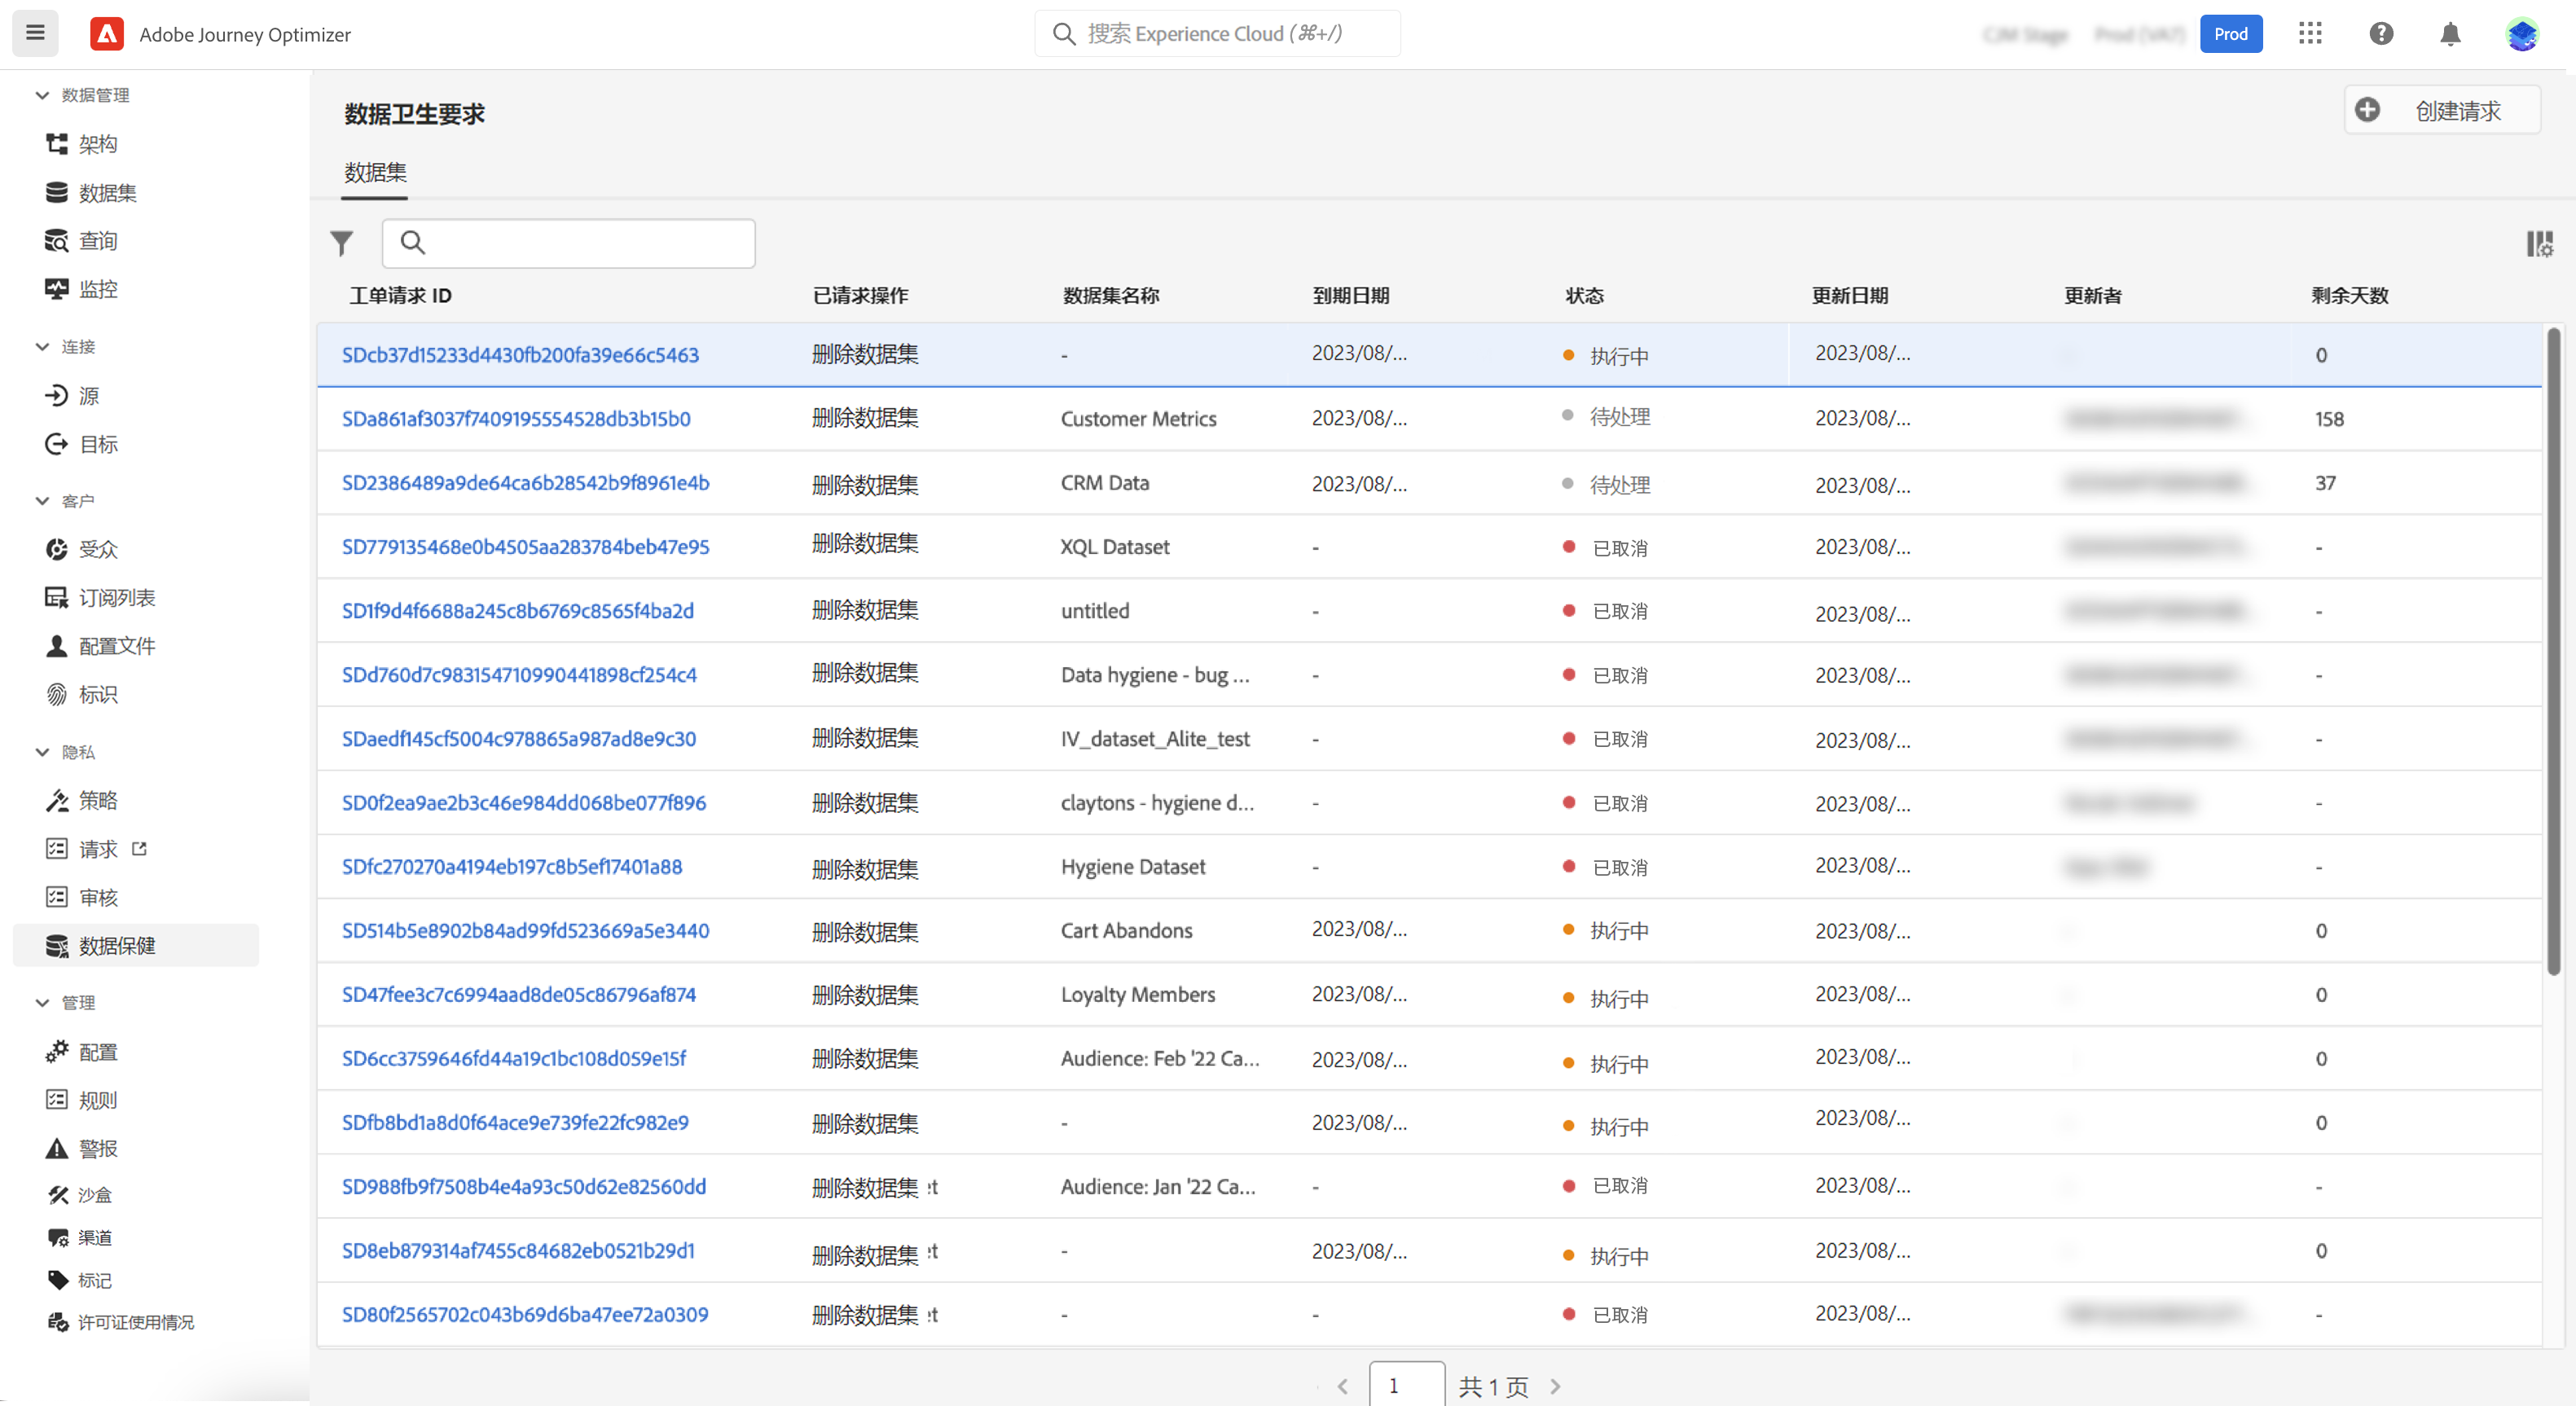 Adobe Journey Optimizer
搜索 Experience Cloud (⌘+/)
Prod
数据管理
架构
数据集
查询
监控
连接
源
目标
客户
受众
订阅列表
配置文件
标识
隐私
策略
请求
审核
数据保健
管理
配置
规则
警报
沙盒
渠道
标记
许可证使用情况
数据卫生要求
创建请求
数据集
工单请求 ID 已请求操作 数据集名称 到期日期 状态 更新日期 更新者 剩余天数
SDcb37d15233d4430fb200fa39e66c5463 删除数据集 - 2023/08/... 执行中 2023/08/... 0
SDa861af3037f7409195554528db3b15b0 删除数据集 Customer Metrics 2023/08/... 待处理 2023/08/... 158
SD2386489a9de64ca6b28542b9f8961e4b 删除数据集 CRM Data 2023/08/... 待处理 2023/08/... 37
SD779135468e0b4505aa283784beb47e95 删除数据集 XQL Dataset - 已取消 2023/08/... -
SD1f9d4f6688a245c8b6769c8565f4ba2d 删除数据集 untitled - 已取消 2023/08/... -
SDd760d7c983154710990441898cf254c4 删除数据集 Data hygiene - bug ... - 已取消 2023/08/... -
SDaedf145cf5004c978865a987ad8e9c30 删除数据集 IV_dataset_Alite_test - 已取消 2023/08/... -
SD0f2ea9ae2b3c46e984dd068be077f896 删除数据集 claytons - hygiene d... - 已取消 2023/08/... -
SDfc270270a4194eb197c8b5ef17401a88 删除数据集 Hygiene Dataset - 已取消 2023/08/... -
SD514b5e8902b84ad99fd523669a5e3440 删除数据集 Cart Abandons 2023/08/... 执行中 2023/08/... 0
SD47fee3c7c6994aad8de05c86796af874 删除数据集 Loyalty Members 2023/08/... 执行中 2023/08/... 0
SD6cc3759646fd44a19c1bc108d059e15f 删除数据集 Audience: Feb '22 Ca... 2023/08/... 执行中 2023/08/... 0
SDfb8bd1a8d0f64ace9e739fe22fc982e9 删除数据集 - 2023/08/... 执行中 2023/08/... 0
SD988fb9f7508b4e4a93c50d62e82560dd 删除数据集 et Audience: Jan '22 Ca... - 已取消 2023/08/... -
SD8eb879314af7455c84682eb0521b29d1 删除数据集 et - 2023/08/... 执行中 2023/08/... 0
SD80f2565702c043b69d6ba47ee72a0309 删除数据集 et - - 已取消 2023/08/... -
1 共 1 页